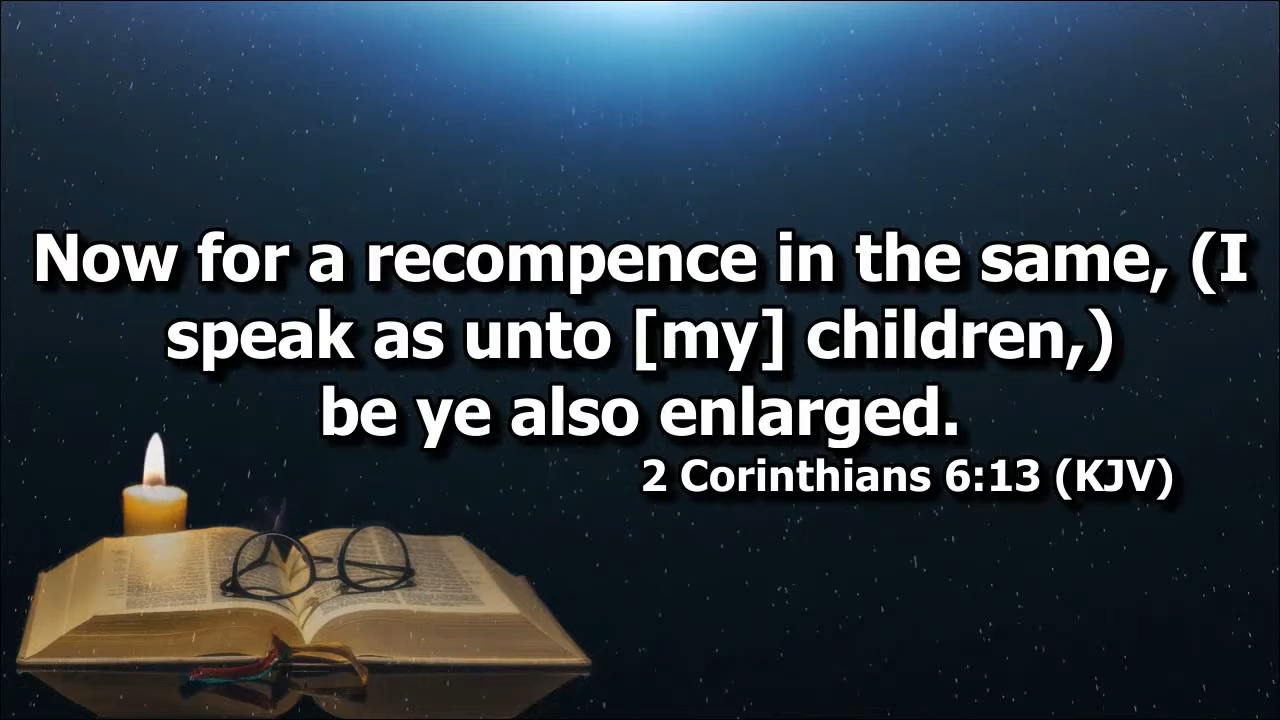 Now for a recompence in the same, (I
speak as unto [my] children,)
be ye also enlarged.
2 Corinthians 6:13 (KJV)